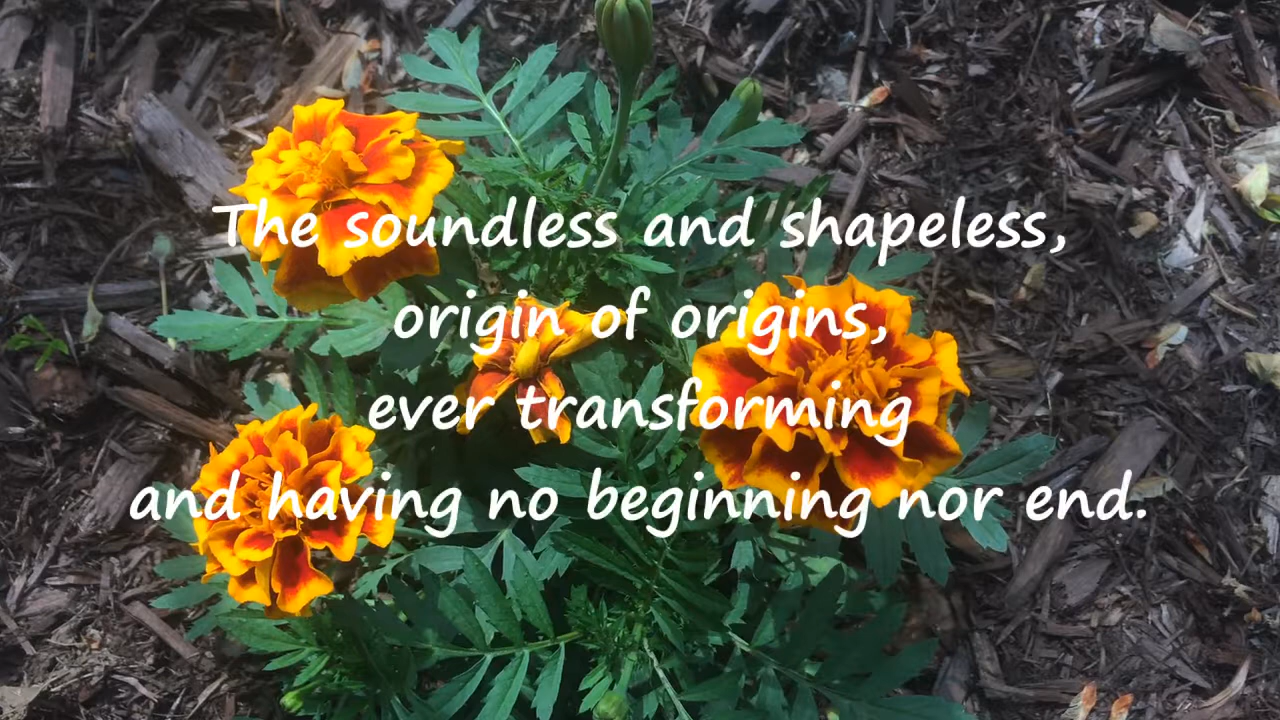 The soundless and shapeless,
origin of origins,
ever transforming
and having no beginning nor end.